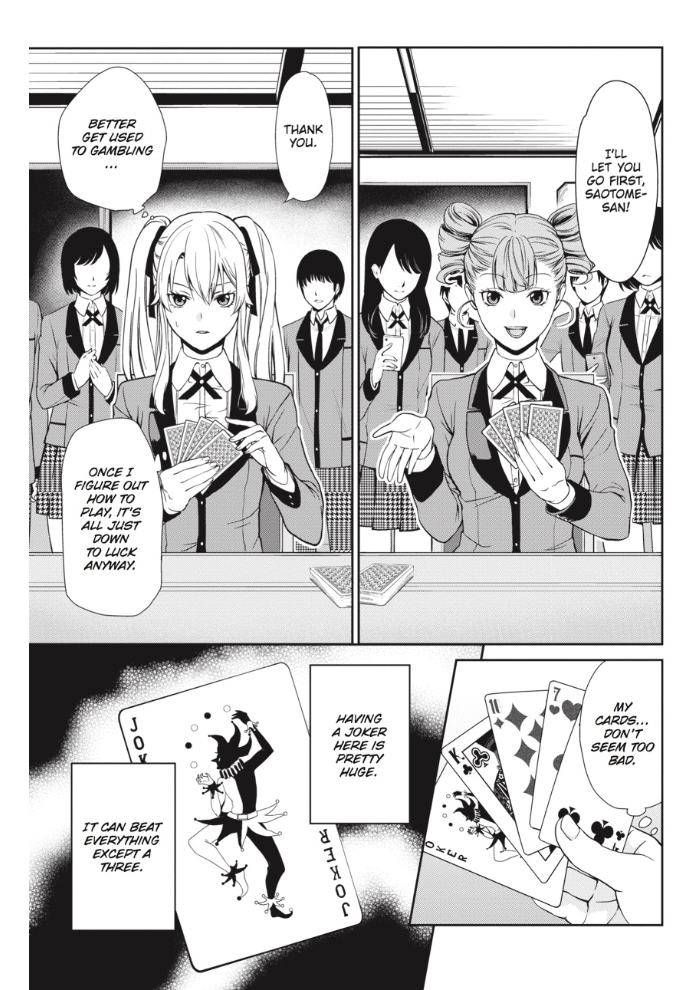 I'LL
LET YOU
GO FIRST,
SAOTOME-
SAN!
THANK
YOU.
BETTER
GET USED
TO GAMBLING
...
ONCE I
FIGURE OUT
HOW TO
PLAY, IT'S
ALL JUST
DOWN
TO LUCK
ANYWAY.
MY
CARDS...
DON'T
SEEM TOO
BAD.
7
K
JOKER
HAVING
A JOKER
HERE IS
PRETTY
HUGE.
JOK
JOKER
IT CAN BEAT
EVERYTHING
EXCEPT A
THREE.